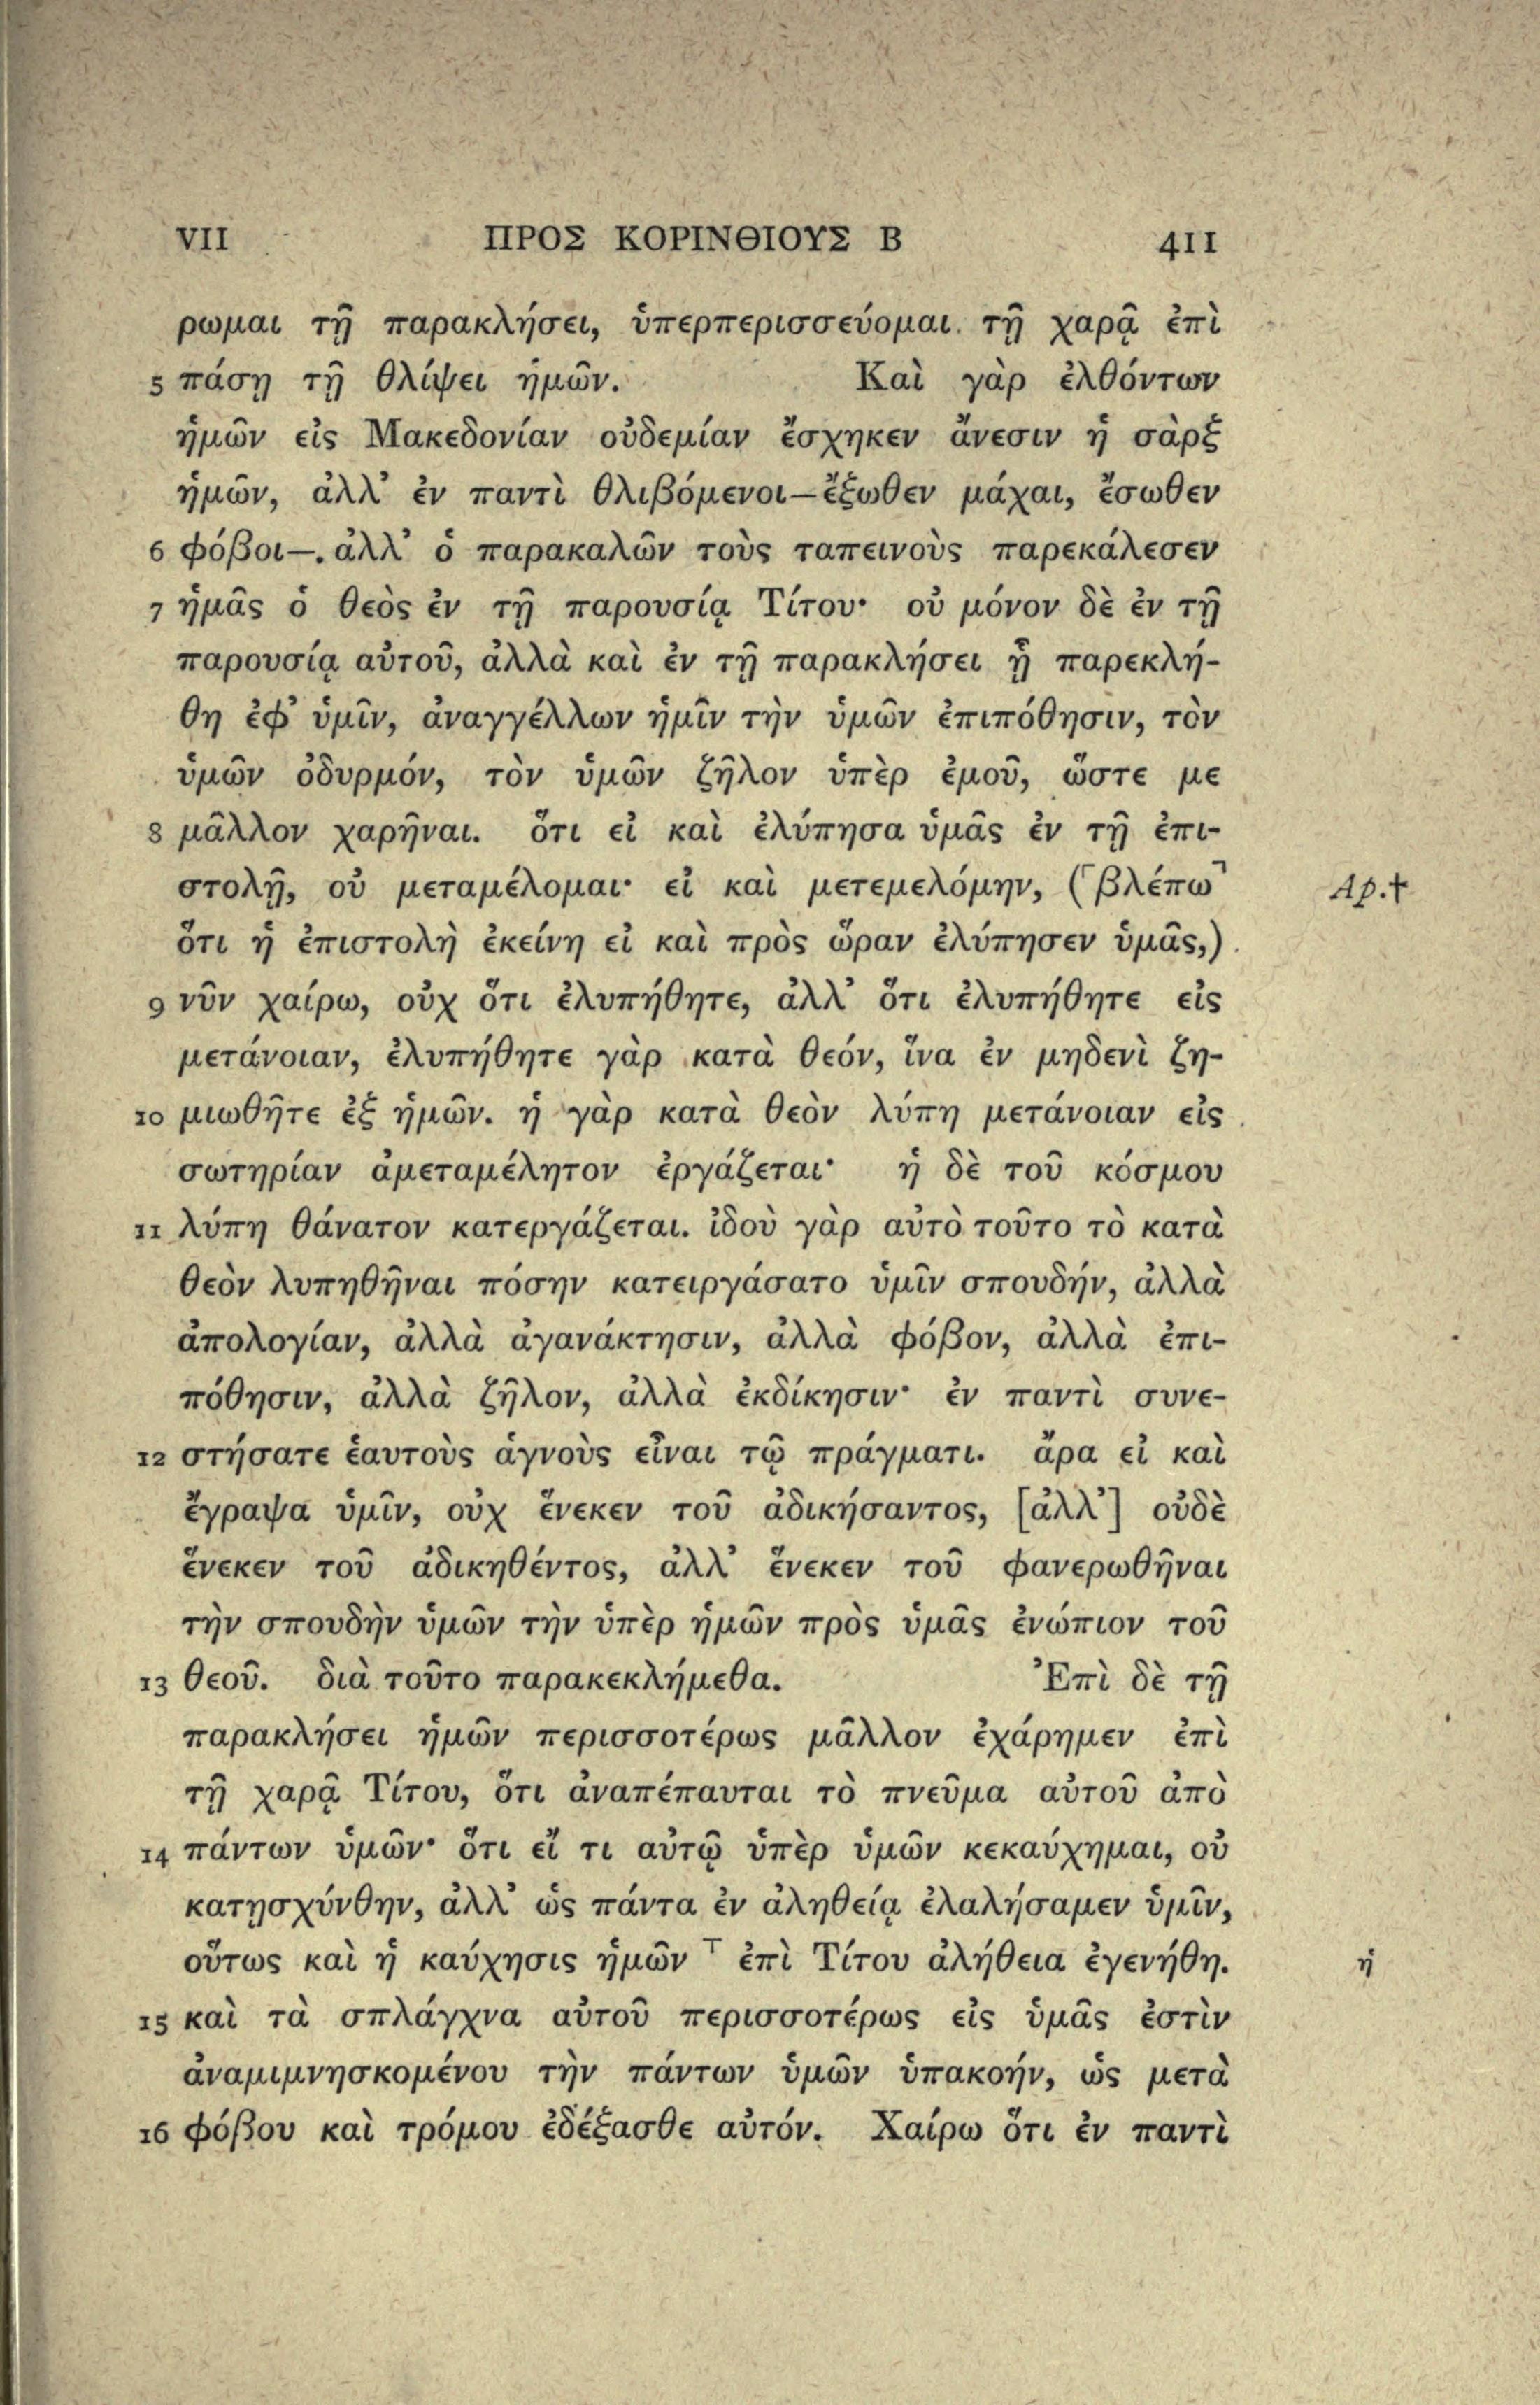 VII ΠΡΟΣ ΚΟΡΙΝΘΙΟΥΣ Β 411
ρωμαι τῇ παρακλήσει, ὑπερπερισσεύομαι τῇ χαρᾷ ἐπὶ
5 πάσῃ τῇ θλίψει ἡμῶν. Καὶ γὰρ ἐλθόντων
ἡμῶν εἰς Μακεδονίαν οὐδεμίαν ἔσχηκεν ἄνεσιν ἡ σὰρξ
ἡμῶν, ἀλλ’ ἐν παντὶ θλιβόμενοι—ἔξωθεν μάχαι, ἔσωθεν
6 φόβοι—. ἀλλ’ ὁ παρακαλῶν τοὺς ταπεινοὺς παρεκάλεσεν
7 ἡμᾶς ὁ θεὸς ἐν τῇ παρουσίᾳ Τίτου· οὐ μόνον δὲ ἐν τῇ
παρουσίᾳ αὐτοῦ, ἀλλὰ καὶ ἐν τῇ παρακλήσει ᾗ παρεκλή-
θη ἐφ’ ὑμῖν, ἀναγγέλλων ἡμῖν τὴν ὑμῶν ἐπιπόθησιν, τὸν
ὑμῶν ὀδυρμόν, τὸν ὑμῶν ζῆλον ὑπὲρ ἐμοῦ, ὥστε με
8 μᾶλλον χαρῆναι. ὅτι εἰ καὶ ἐλύπησα ὑμᾶς ἐν τῇ ἐπι-
στολῇ, οὐ μεταμέλομαι· εἰ καὶ μετεμελόμην, (⌜βλέπω⌝ Ap.†
ὅτι ἡ ἐπιστολὴ ἐκείνη εἰ καὶ πρὸς ὥραν ἐλύπησεν ὑμᾶς,)
9 νῦν χαίρω, οὐχ ὅτι ἐλυπήθητε, ἀλλ’ ὅτι ἐλυπήθητε εἰς
μετάνοιαν, ἐλυπήθητε γὰρ κατὰ θεόν, ἵνα ἐν μηδενὶ ζη-
10 μιωθῆτε ἐξ ἡμῶν. ἡ γὰρ κατὰ θεὸν λύπη μετάνοιαν εἰς
σωτηρίαν ἀμεταμέλητον ἐργάζεται· ἡ δὲ τοῦ κόσμου
11 λύπη θάνατον κατεργάζεται. ἰδοὺ γὰρ αὐτὸ τοῦτο τὸ κατὰ
θεὸν λυπηθῆναι πόσην κατειργάσατο ὑμῖν σπουδήν, ἀλλὰ
ἀπολογίαν, ἀλλὰ ἀγανάκτησιν, ἀλλὰ φόβον, ἀλλὰ ἐπι-
πόθησιν, ἀλλὰ ζῆλον, ἀλλὰ ἐκδίκησιν· ἐν παντὶ συνε-
12 στήσατε ἑαυτοὺς ἁγνοὺς εἶναι τῷ πράγματι. ἄρα εἰ καὶ
ἔγραψα ὑμῖν, οὐχ ἕνεκεν τοῦ ἀδικήσαντος, [ἀλλ’] οὐδὲ
ἕνεκεν τοῦ ἀδικηθέντος, ἀλλ’ ἕνεκεν τοῦ φανερωθῆναι
τὴν σπουδὴν ὑμῶν τὴν ὑπὲρ ἡμῶν πρὸς ὑμᾶς ἐνώπιον τοῦ
13 θεοῦ. διὰ τοῦτο παρακεκλήμεθα. Ἐπὶ δὲ τῇ
παρακλήσει ἡμῶν περισσοτέρως μᾶλλον ἐχάρημεν ἐπὶ
τῇ χαρᾷ Τίτου, ὅτι ἀναπέπαυται τὸ πνεῦμα αὐτοῦ ἀπὸ
14 πάντων ὑμῶν· ὅτι εἴ τι αὐτῷ ὑπὲρ ὑμῶν κεκαύχημαι, οὐ
κατῃσχύνθην, ἀλλ’ ὡς πάντα ἐν ἀληθείᾳ ἐλαλήσαμεν ὑμῖν,
οὕτως καὶ ἡ καύχησις ἡμῶν ⊤ ἐπὶ Τίτου ἀλήθεια ἐγενήθη. ἡ
15 καὶ τὰ σπλάγχνα αὐτοῦ περισσοτέρως εἰς ὑμᾶς ἐστὶν
ἀναμιμνησκομένου τὴν πάντων ὑμῶν ὑπακοήν, ὡς μετὰ
16 φόβου καὶ τρόμου ἐδέξασθε αὐτόν. Χαίρω ὅτι ἐν παντὶ